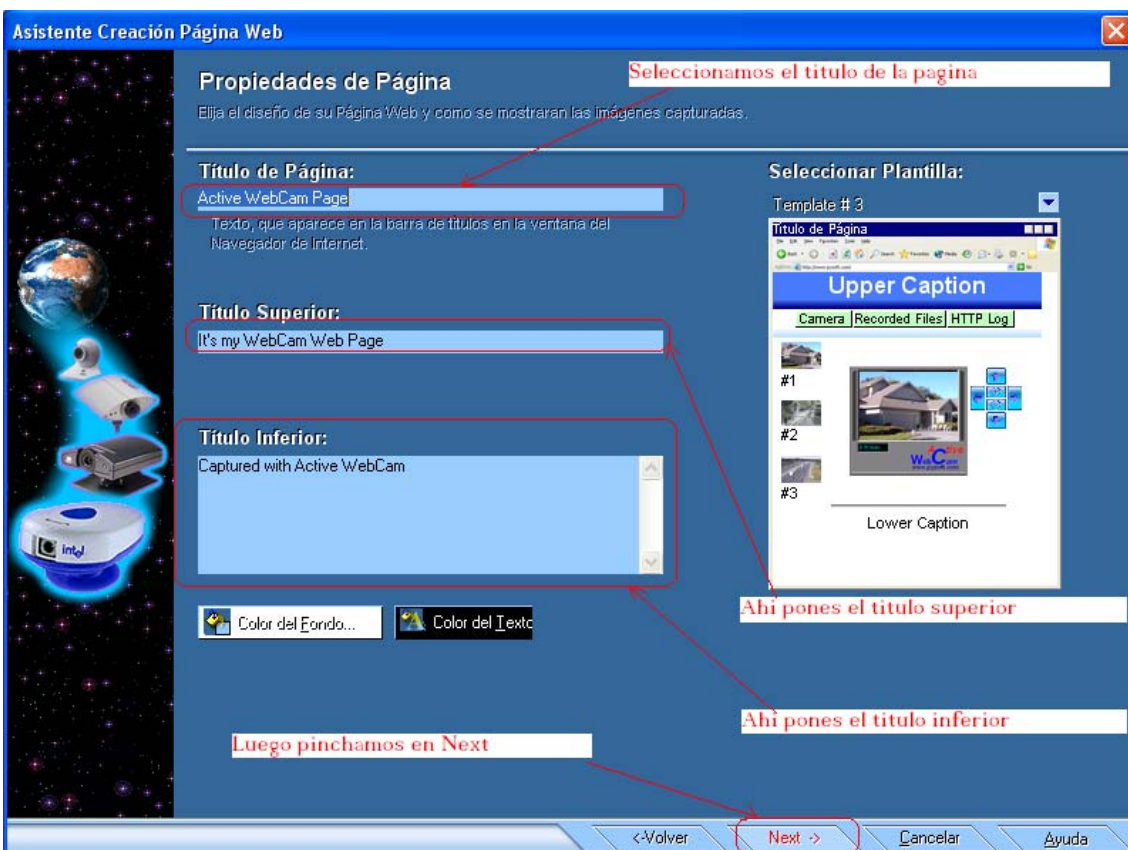 Asistente Creación Página Web
Propiedades de Página
Seleccionamos el titulo de la pagina
Elija el diseño de su Página Web y como se mostraran las imágenes capturadas.
Título de Página:
Active WebCam Page
Texto, que aparece en la barra de títulos en la ventana del
Navegador de Internet.
Título Superior:
It's my WebCam Web Page
Título Inferior:
Captured with Active WebCam
Color del Fondo...
Color del Texto
Seleccionar Plantilla:
Template # 3
Título de Página
Upper Caption
Camera
Recorded Files
HTTP Log
#1
#2
#3
Active
WebCam
Lower Caption
Ahi pones el titulo superior
Ahi pones el titulo inferior
Luego pinchamos en Next
intel
<-Volver
Next ->
Cancelar
Ayuda